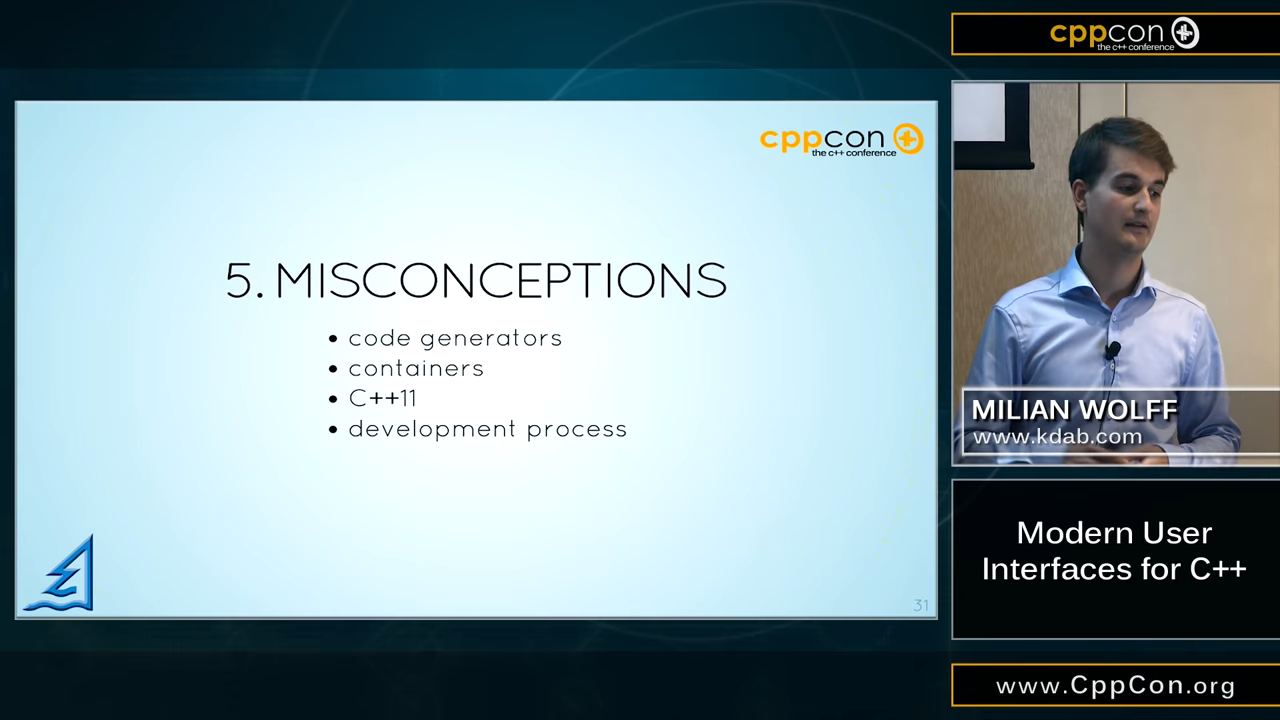 cppcon
the c++ conference
5. MISCONCEPTIONS
• code generators
• containers
• C++11
• development process
31
cppcon
the c++ conference
MILIAN WOLFF
www.kdab.com
Modern User
Interfaces for C++
www.CppCon.org